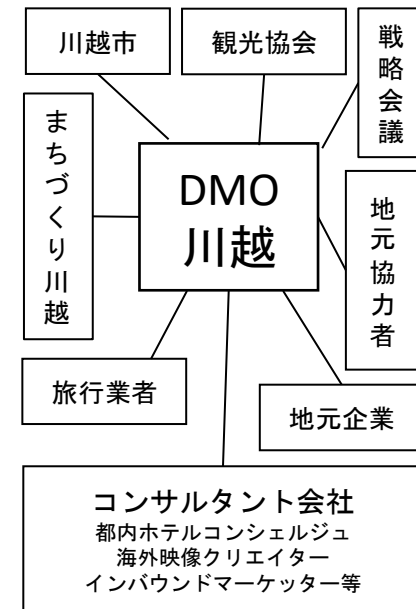 川越市
観光協会
戦略会議
まちづくり川越
DMO
川越
地元協力者
旅行業者
地元企業
コンサルタント会社
都内ホテルコンシェルジュ
海外映像クリエイター
インバウンドマーケッター等